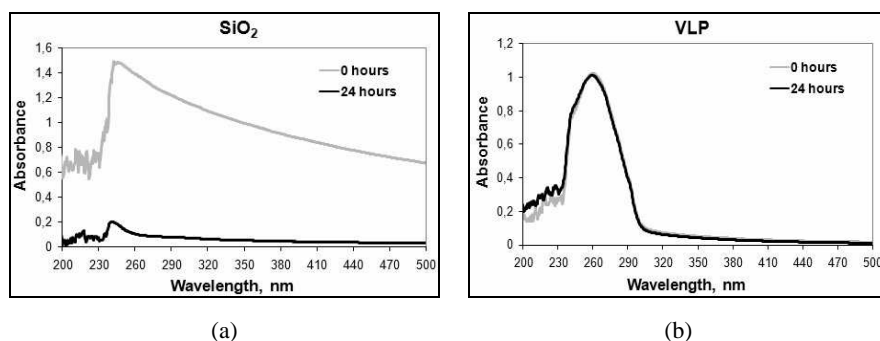 SiO₂
1,6
1,4
1,2
1
0,8
0,6
0,4
0,2
0
Absorbance
0 hours
24 hours
200 230 260 290 320 350 380 410 440 470 500
Wavelength, nm
(a)
VLP
1,2
1
0,8
0,6
0,4
0,2
0
Absorbance
0 hours
24 hours
200 230 260 290 320 350 380 410 440 470 500
Wavelength, nm
(b)